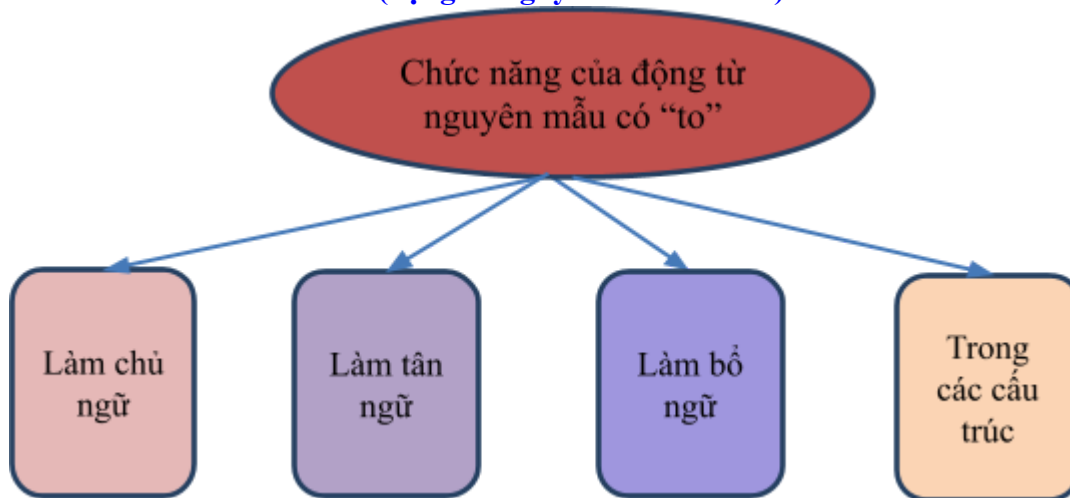 Chức năng của động từ
nguyên mẫu có “to”
Làm chủ
ngữ
Làm tân
ngữ
Làm bổ
ngữ
Trong
các cấu
trúc